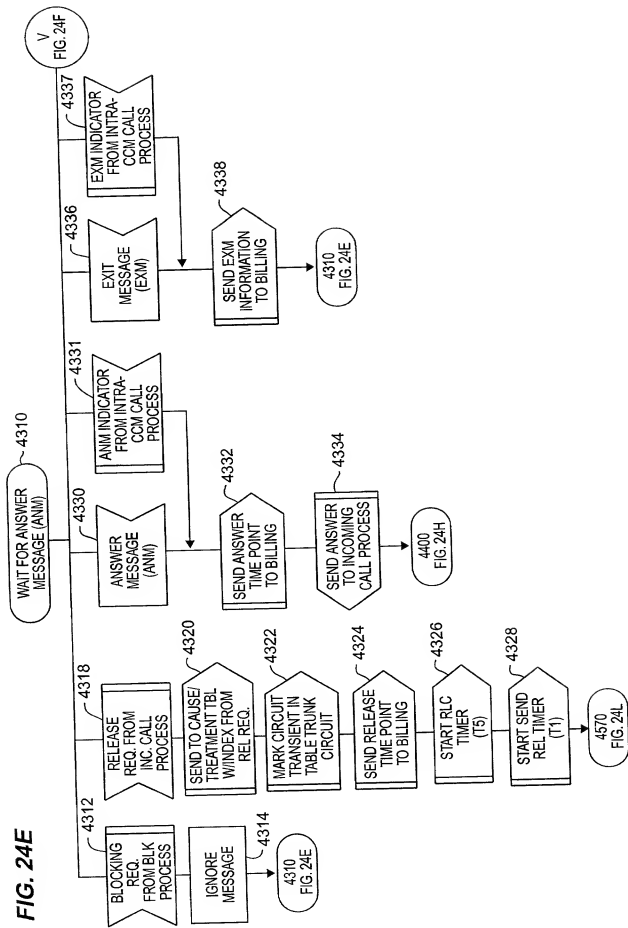 FIG. 24E
WAIT FOR ANSWER
MESSAGE (ANM)
4310
V
FIG. 24F
4312
BLOCKING
REQ.
FROM BLK
PROCESS
4314
IGNORE
MESSAGE
4310
FIG. 24E
4318
RELEASE
REQ. FROM
INC. CALL
PROCESS
4320
SEND TO CAUSE/
TREATMENT TBL
W/INDEX FROM
REL REQ.
4322
MARK CIRCUIT
TRANSIENT IN
TABLE TRUNK
CIRCUIT
4324
SEND RELEASE
TIME POINT
TO BILLING
4326
START RLC
TIMER
(T5)
4328
START SEND
REL TIMER
(T1)
4570
FIG. 24L
4330
ANSWER
MESSAGE
(ANM)
4331
ANM INDICATOR
FROM INTRA-
CCM CALL
PROCESS
4332
SEND ANSWER
TIME POINT
TO BILLING
4334
SEND ANSWER
TO INCOMING
CALL PROCESS
4400
FIG. 24H
4336
EXIT
MESSAGE
(EXM)
4337
EXM INDICATOR
FROM INTRA-
CCM CALL
PROCESS
4338
SEND EXM
INFORMATION
TO BILLING
4310
FIG. 24E